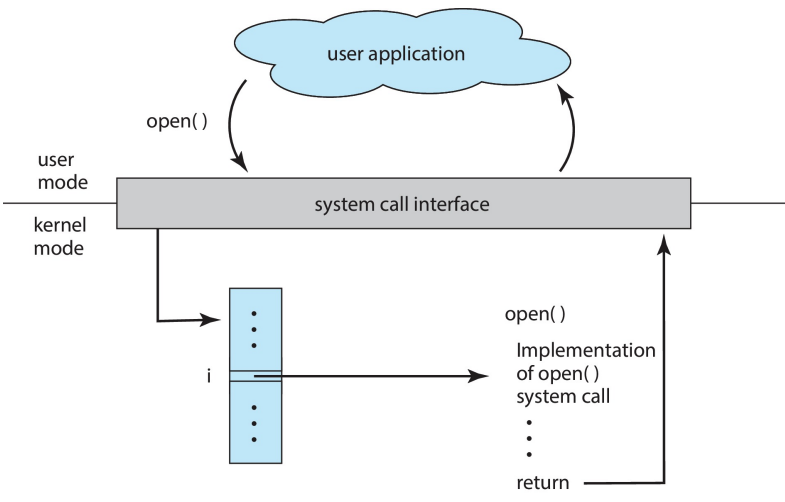 user application
open( )
user
mode
system call interface
kernel
mode
open( )
Implementation
of open( )
system call
i
return